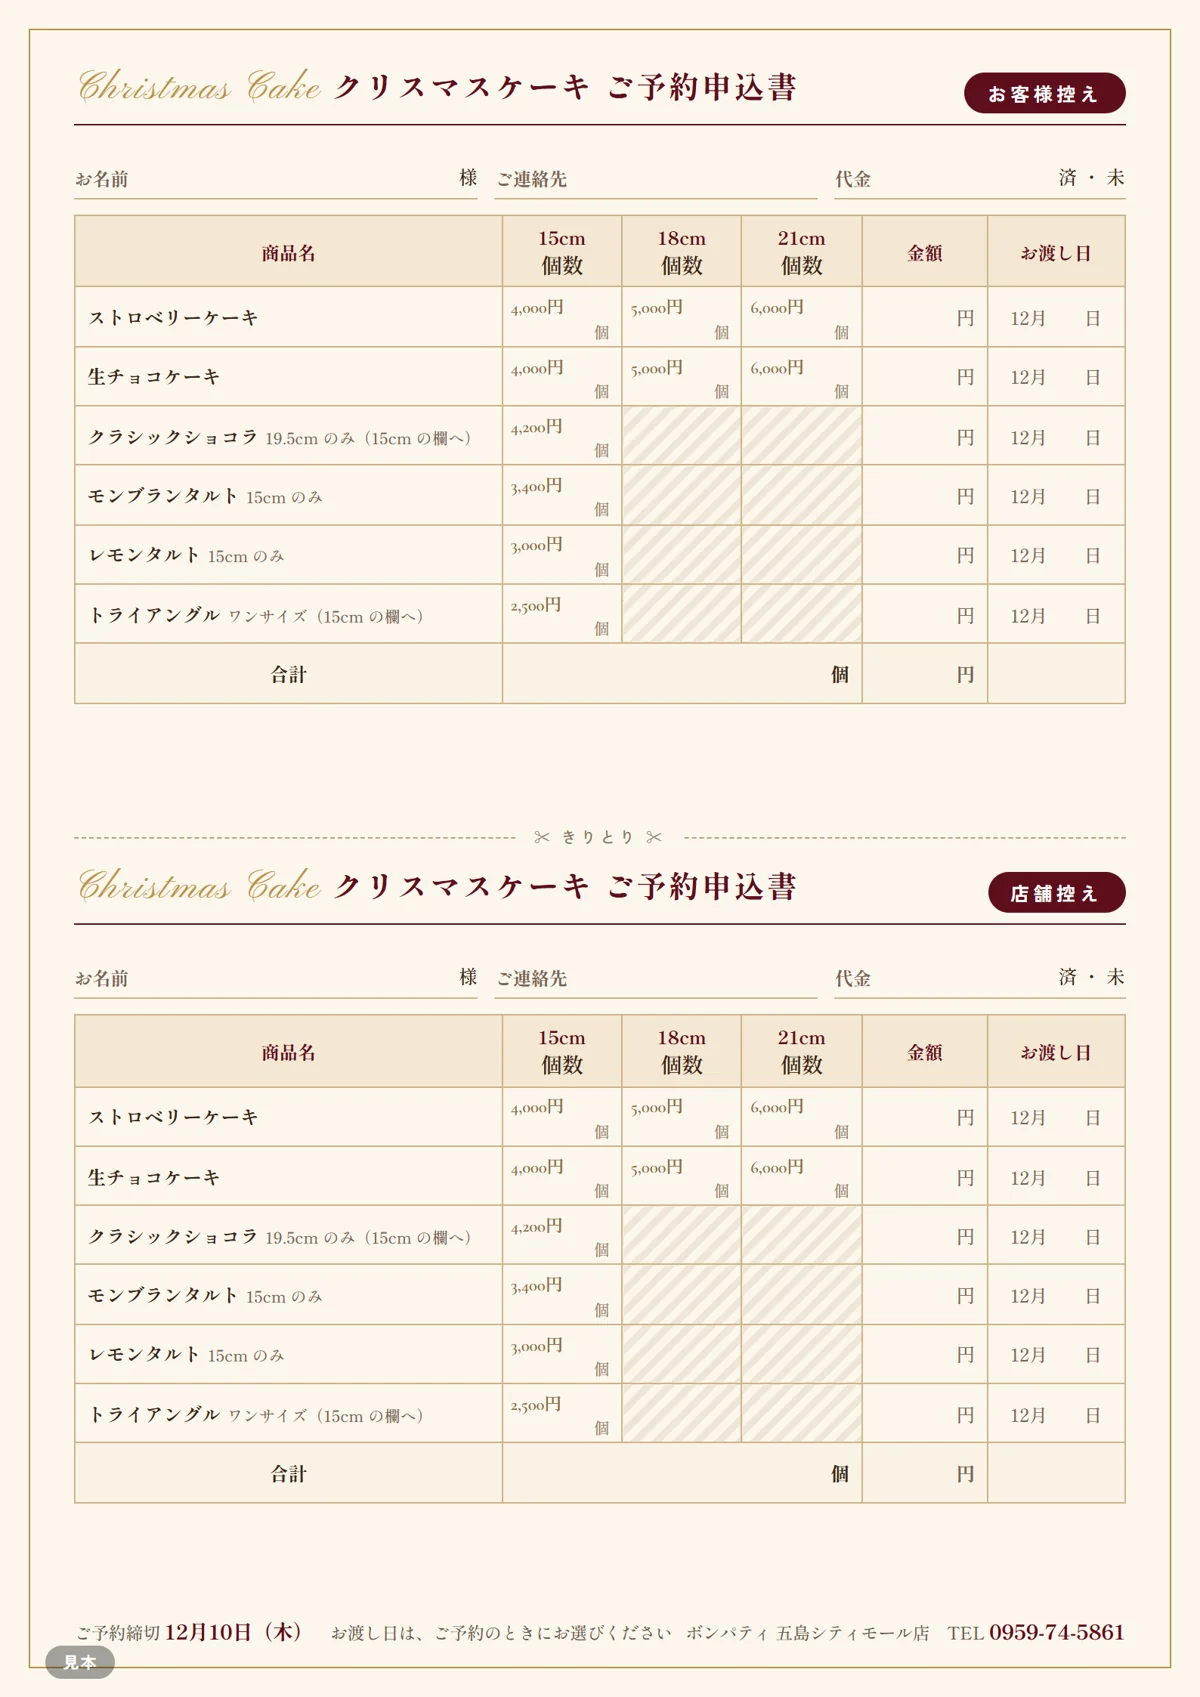 Christmas Cake クリスマスケーキ ご予約申込書 お客様控え
お名前 様 ご連絡先 代金 済 ・ 未
商品名 15cm 個数 18cm 個数 21cm 個数 金額 お渡し日
ストロベリーケーキ 4,000円 個 5,000円 個 6,000円 個 円 12月 日
生チョコケーキ 4,000円 個 5,000円 個 6,000円 個 円 12月 日
クラシックショコラ 19.5cm のみ（15cm の欄へ） 4,200円 個 円 12月 日
モンブランタルト 15cm のみ 3,400円 個 円 12月 日
レモンタルト 15cm のみ 3,000円 個 円 12月 日
トライアングル ワンサイズ（15cm の欄へ） 2,500円 個 円 12月 日
合計 個 円
きりとり
Christmas Cake クリスマスケーキ ご予約申込書 店舗控え
お名前 様 ご連絡先 代金 済 ・ 未
商品名 15cm 個数 18cm 個数 21cm 個数 金額 お渡し日
ストロベリーケーキ 4,000円 個 5,000円 個 6,000円 個 円 12月 日
生チョコケーキ 4,000円 個 5,000円 個 6,000円 個 円 12月 日
クラシックショコラ 19.5cm のみ（15cm の欄へ） 4,200円 個 円 12月 日
モンブランタルト 15cm のみ 3,400円 個 円 12月 日
レモンタルト 15cm のみ 3,000円 個 円 12月 日
トライアングル ワンサイズ（15cm の欄へ） 2,500円 個 円 12月 日
合計 個 円
ご予約締切 12月10日（木） お渡し日は、ご予約のときにお選びください ボンパティ 五島シティモール店 TEL 0959-74-5861
見本